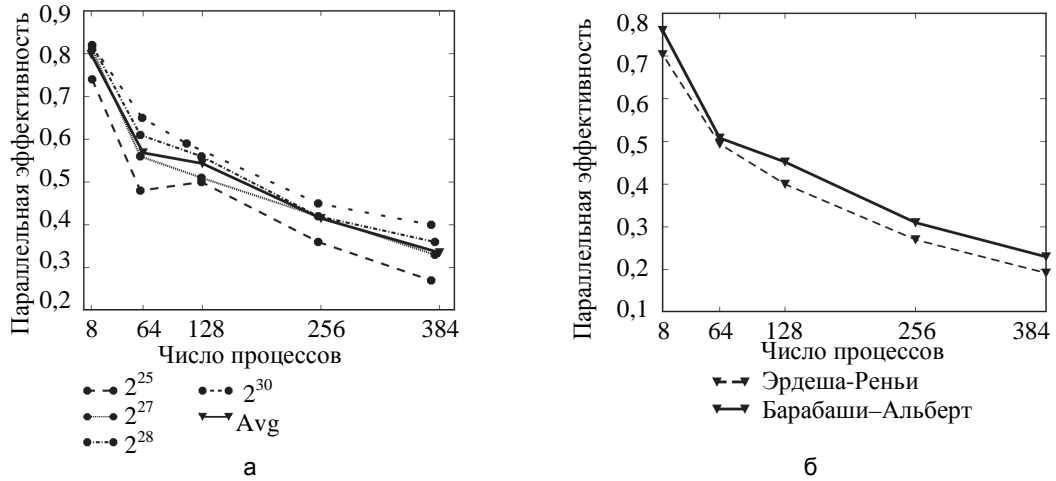 Параллельная эффективность
0,9
0,8
0,7
0,6
0,5
0,4
0,3
0,2
8 64 128 256 384
Число процессов
2^25
2^27
2^28
2^30
Avg
а
Параллельная эффективность
0,8
0,7
0,6
0,5
0,4
0,3
0,2
0,1
8 64 128 256 384
Число процессов
Эрдеша-Реньи
Барабаши–Альберт
б